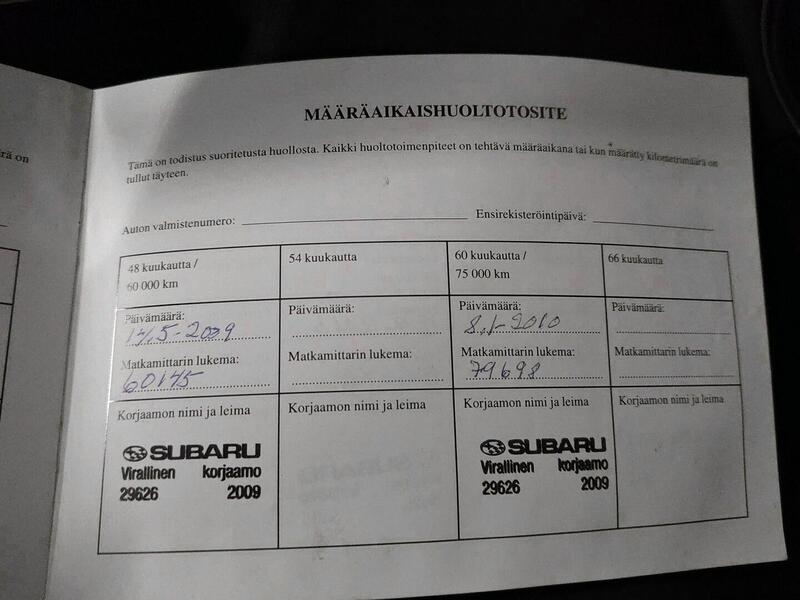 rä on
MÄÄRÄAIKAISHUOLTOTOSITE
Tämä on todistus suoritetusta huollosta. Kaikki huoltotoimenpiteet on tehtävä määräaikana tai kun määrätty kilometrimäärä on
tullut täyteen.
Auton valmistenumero: Ensirekisteröintipäivä:
48 kuukautta /
60 000 km
54 kuukautta
60 kuukautta /
75 000 km
66 kuukautta
Päivämäärä: Päivämäärä: Päivämäärä: Päivämäärä:
14.5-2009 8.1-2010
Matkamittarin lukema: Matkamittarin lukema: Matkamittarin lukema: Matkamittarin lukema:
60145 79698
Korjaamon nimi ja leima Korjaamon nimi ja leima Korjaamon nimi ja leima Korjaamon nimi ja leima
SUBARU SUBARU
Virallinen korjaamo Virallinen korjaamo
29626 2009 29626 2009